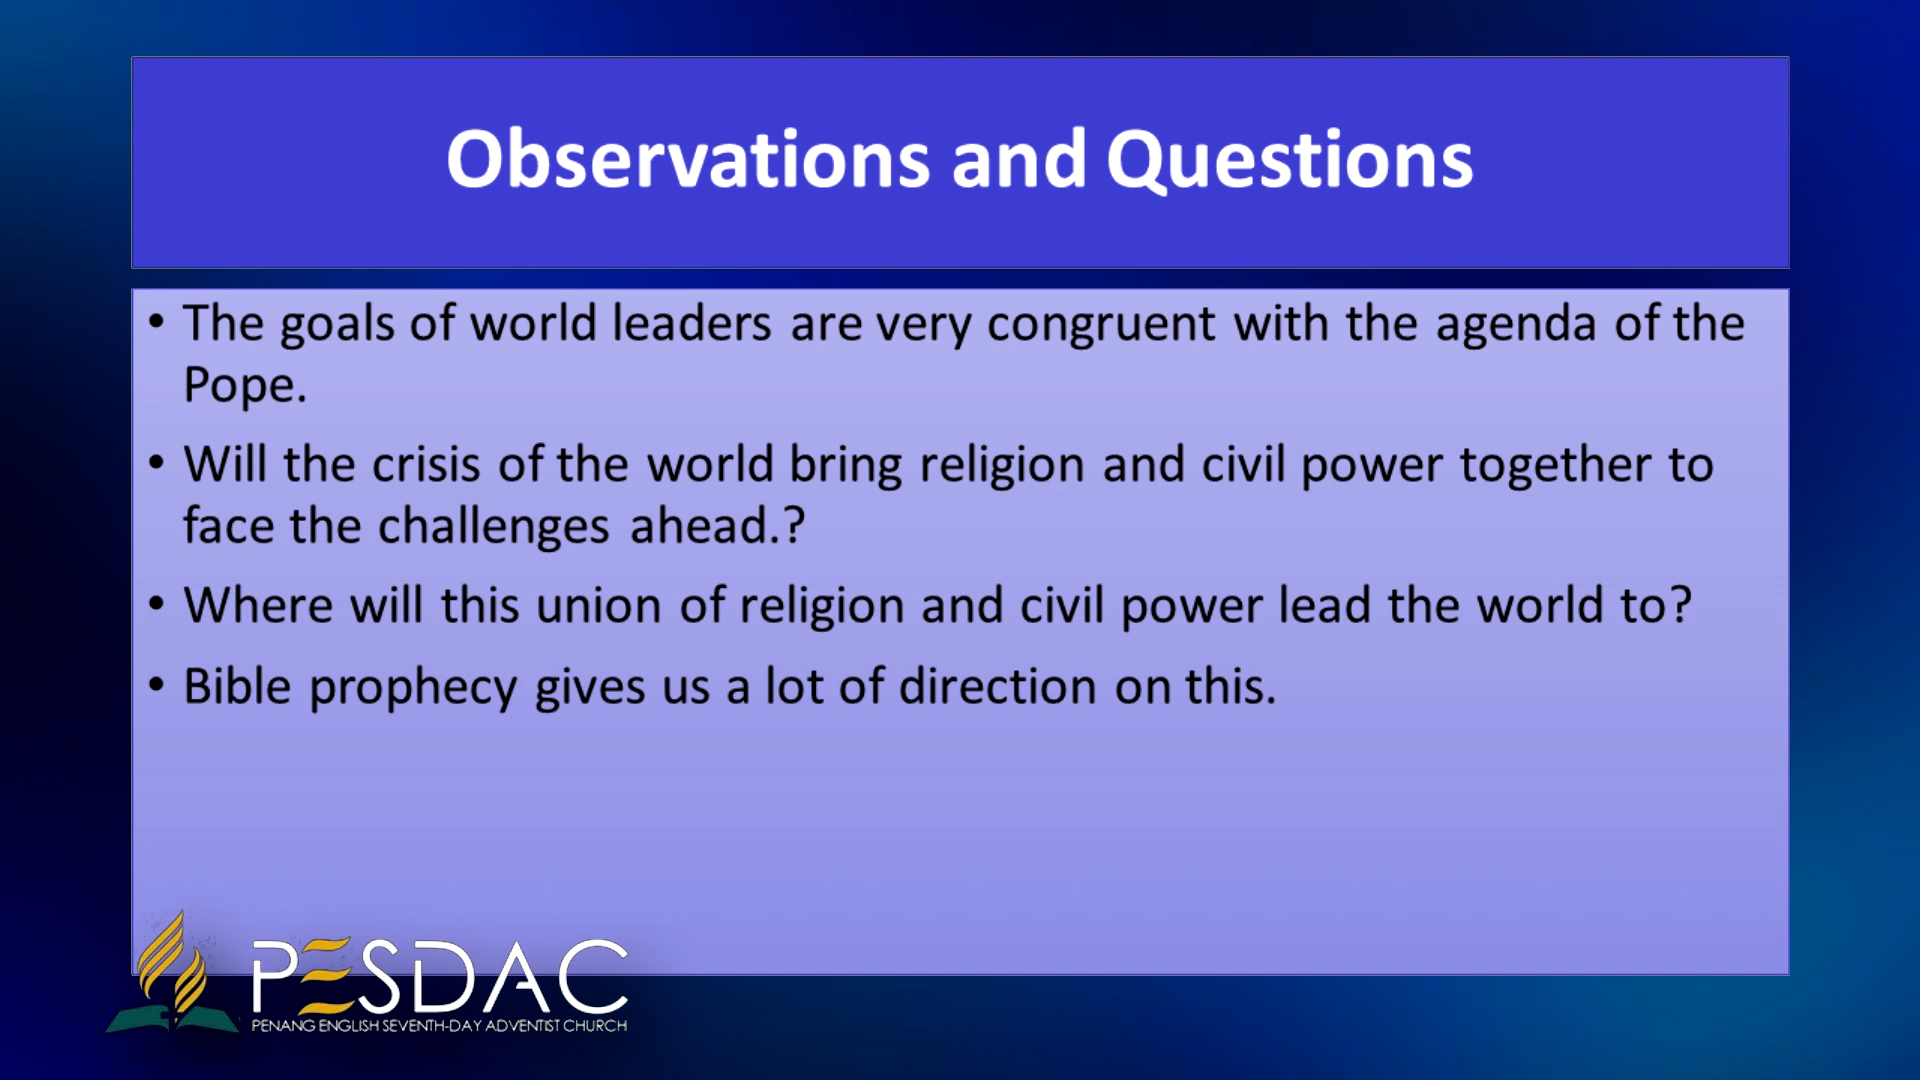 Observations and Questions
• The goals of world leaders are very congruent with the agenda of the
Pope.
• Will the crisis of the world bring religion and civil power together to
face the challenges ahead.?
• Where will this union of religion and civil power lead the world to?
• Bible prophecy gives us a lot of direction on this.
PESDAC
PENANG ENGLISH SEVENTH-DAY ADVENTIST CHURCH